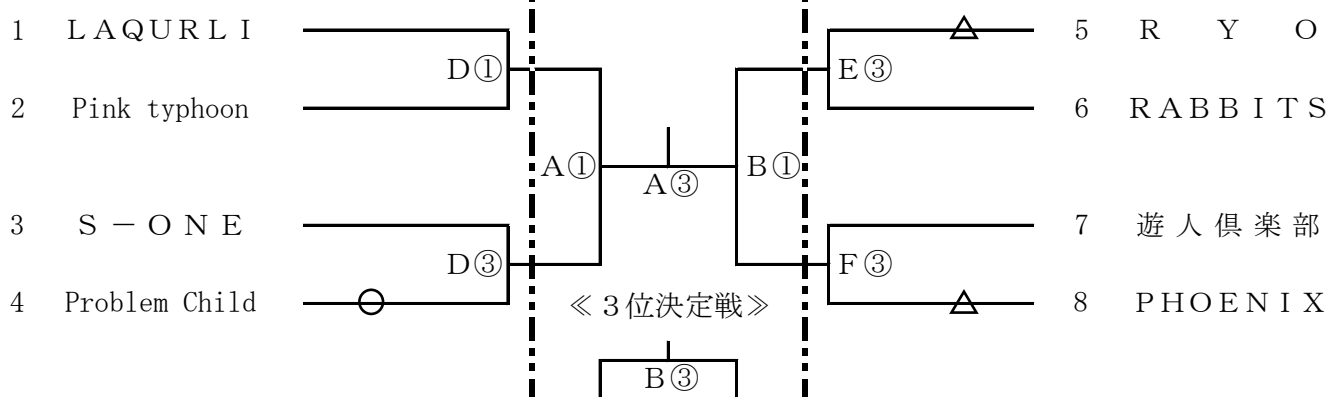 1 LAQURLI
D①
2 Pink typhoon
A①
3 S－ONE
D③
4 Problem Child
A③
≪３位決定戦≫
B③
5 R Y O
E③
6 RABBITS
B①
7 遊人倶楽部
F③
8 PHOENIX